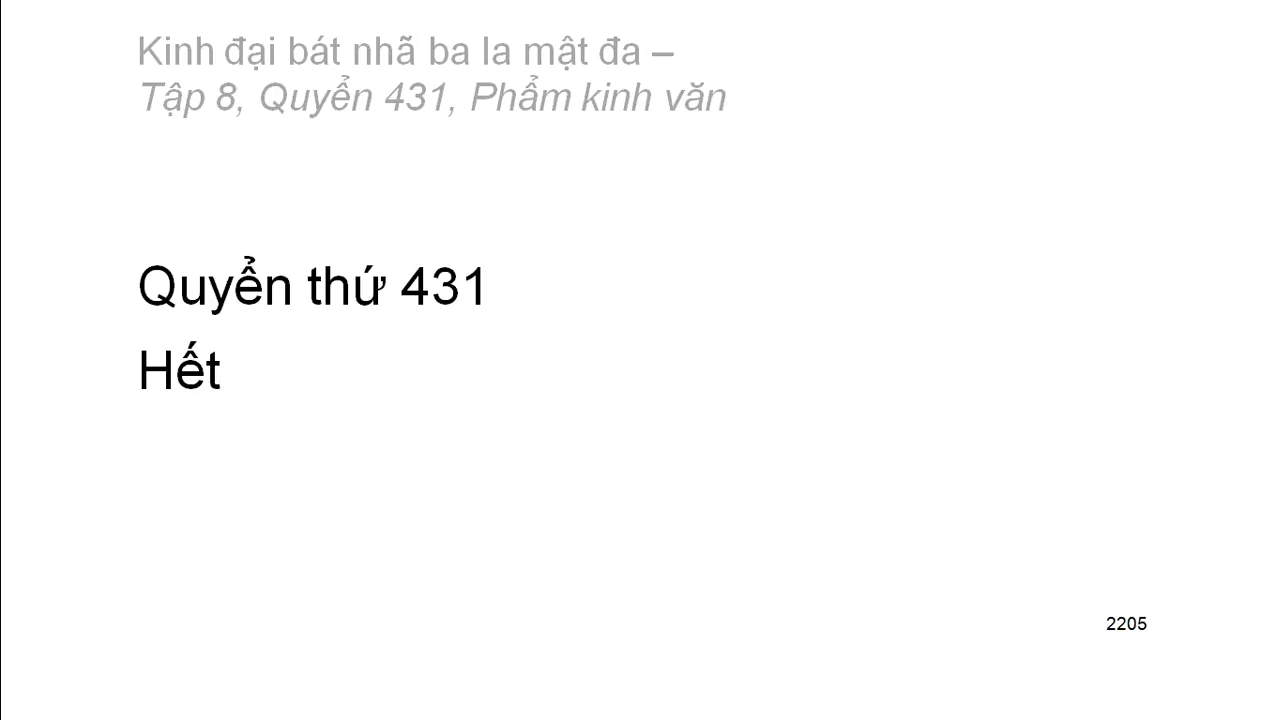 Kinh đại bát nhã ba la mật đa –
Tập 8, Quyển 431, Phẩm kinh văn
Quyển thứ 431
Hết
2205